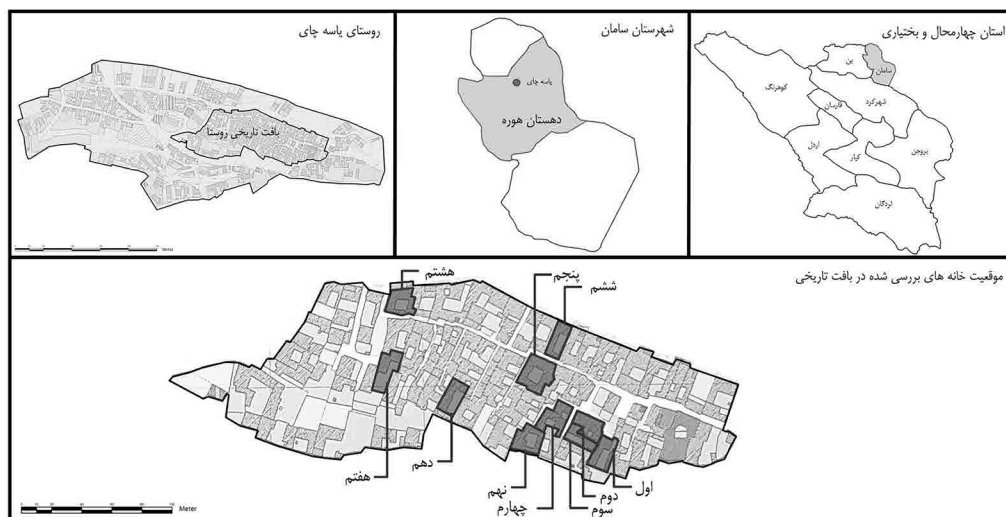 استان چهارمحال و بختیاری
بن
سامان
کوهرنگ
شهرکرد
فارسان
اردل
کیار
بروجن
لردگان
شهرستان سامان
یاسه چای
دهستان هوره
روستای یاسه چای
بافت تاریخی روستا
Meter
موقعیت خانه های بررسی شده در بافت تاریخی
هشتم
پنجم
ششم
هفتم
دهم
نهم
چهارم
سوم
دوم
اول
Meter